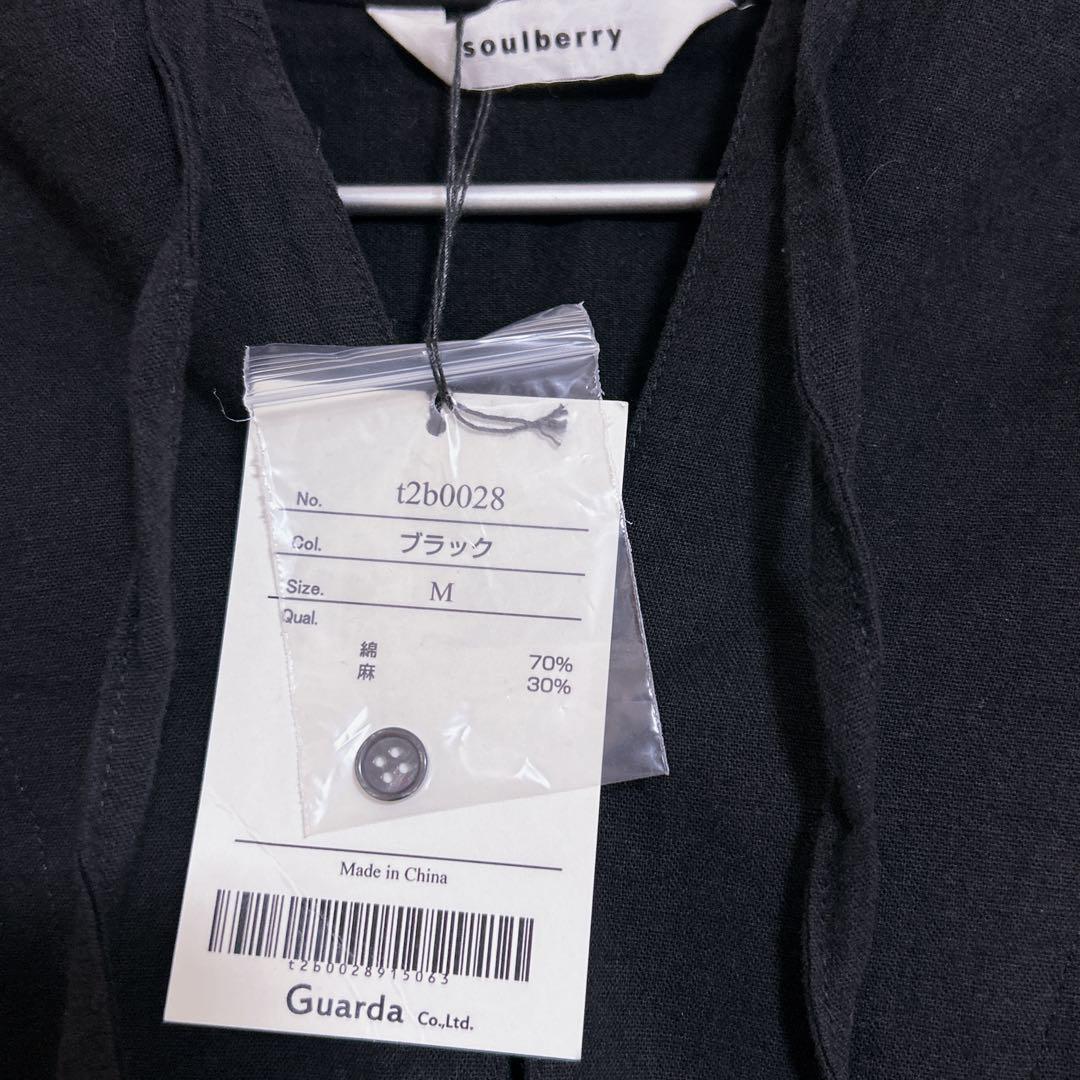 soulberry
No. t2b0028
Col. ブラック
Size. M
Qual.
綿 70%
麻 30%
Made in China
t2b0028915063
Guarda Co.,Ltd.